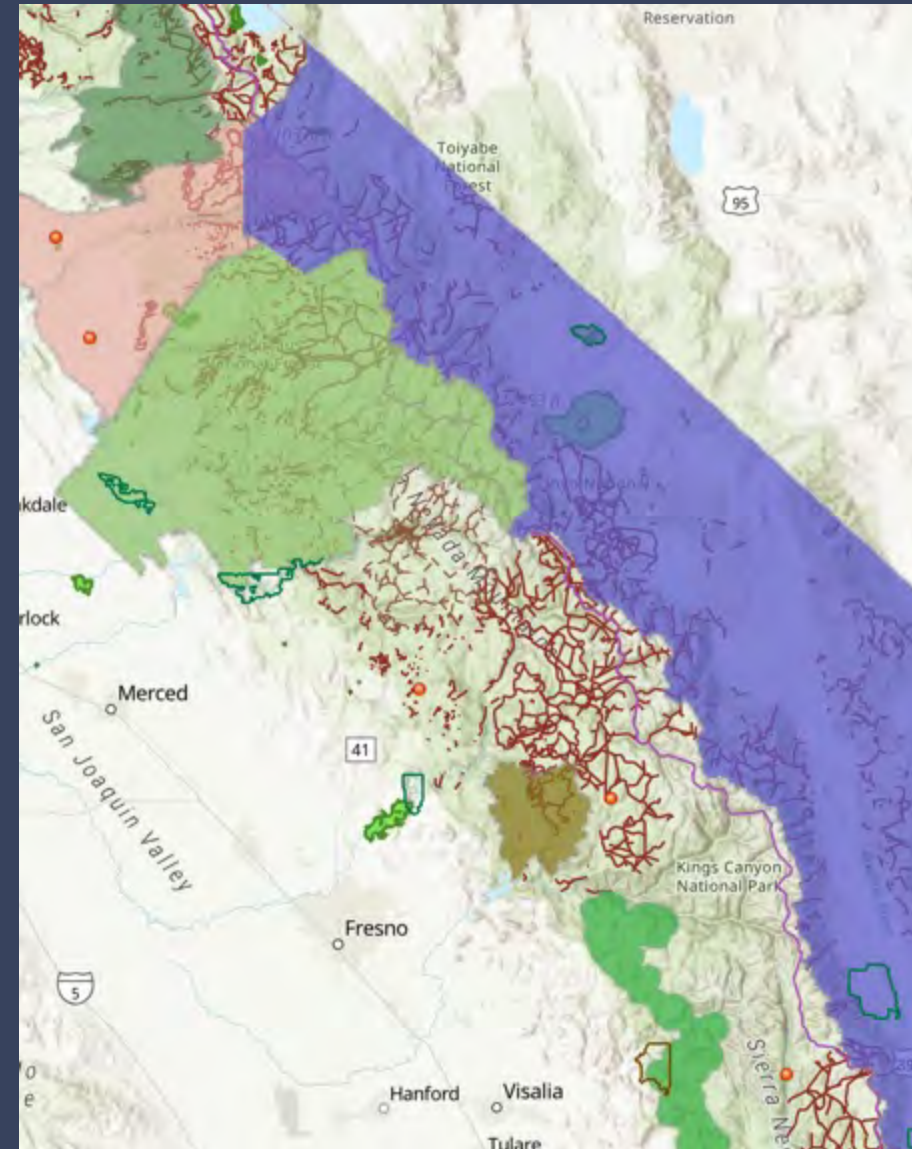 Reservation
Toiyabe
National
Forest
95
kdale
rlock
Merced
41
San Joaquin Valley
Kings Canyon
National Park
Fresno
5
Hanford
Visalia
Sierra Ne
Tulare
o
e